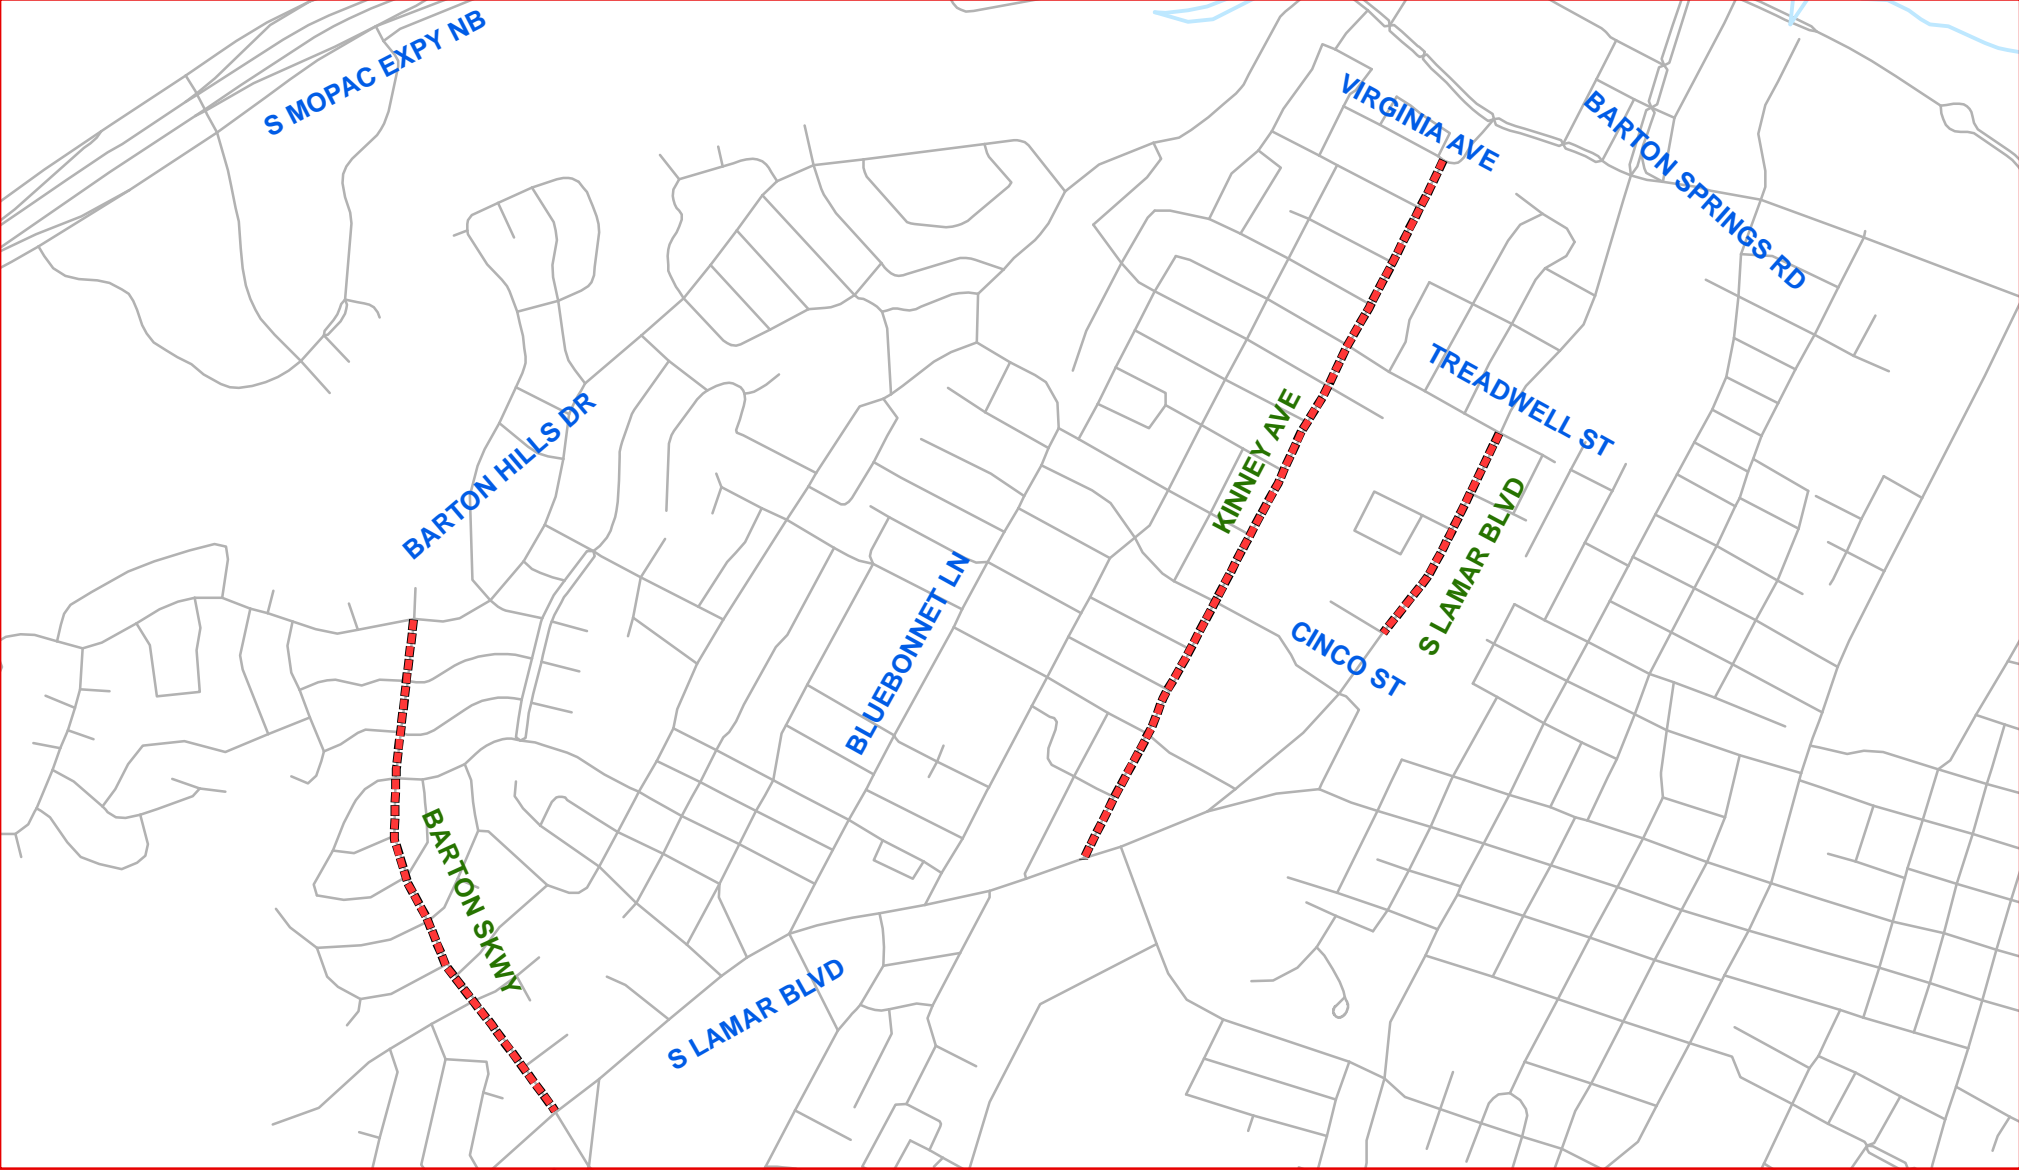 S MOPAC EXPY NB
VIRGINIA AVE
BARTON SPRINGS RD
TREADWELL ST
BARTON HILLS DR
KINNEY AVE
S LAMAR BLVD
BLUEBONNET LN
CINCO ST
BARTON SKWY
S LAMAR BLVD